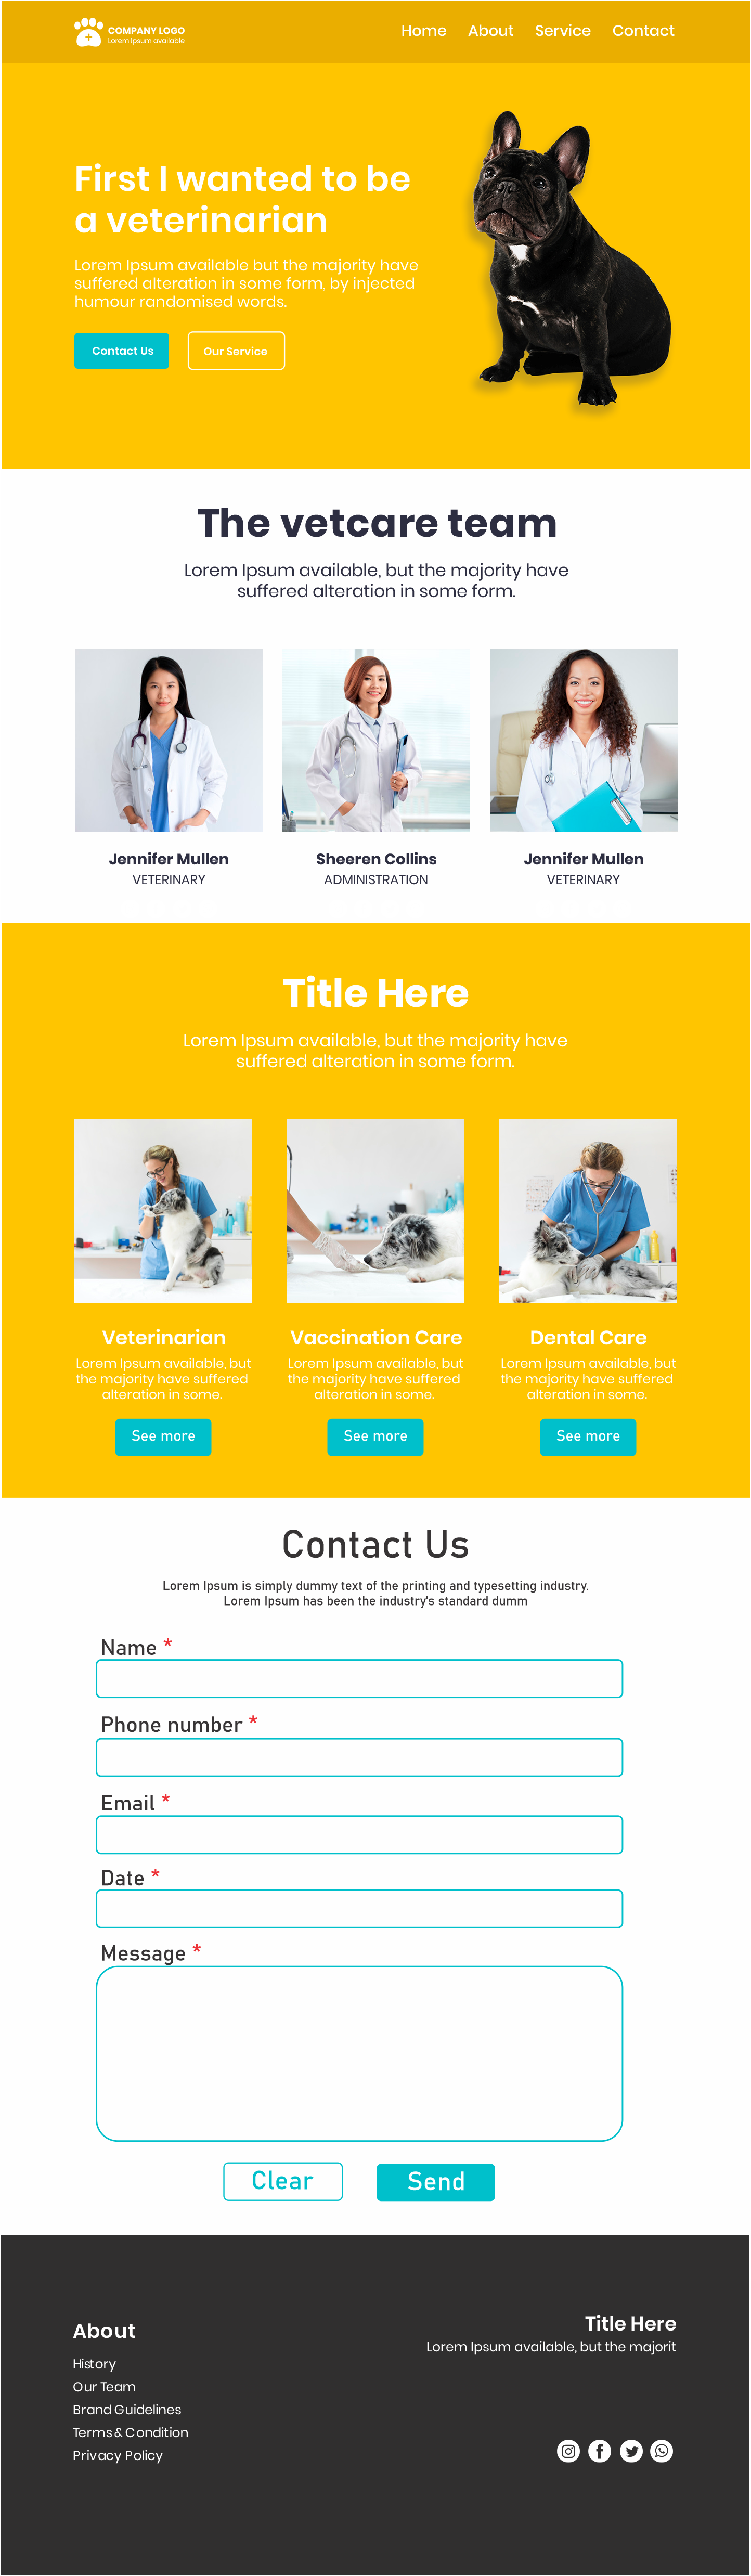 COMPANY LOGO
Lorem Ipsum available
Home About Service Contact
First I wanted to be
a veterinarian
Lorem Ipsum available but the majority have
suffered alteration in some form, by injected
humour randomised words.
Contact Us
Our Service
The vetcare team
Lorem Ipsum available, but the majority have
suffered alteration in some form.
Jennifer Mullen
VETERINARY
Sheeren Collins
ADMINISTRATION
Jennifer Mullen
VETERINARY
Title Here
Lorem Ipsum available, but the majority have
suffered alteration in some form.
Veterinarian
Lorem Ipsum available, but
the majority have suffered
alteration in some.
See more
Vaccination Care
Lorem Ipsum available, but
the majority have suffered
alteration in some.
See more
Dental Care
Lorem Ipsum available, but
the majority have suffered
alteration in some.
See more
Contact Us
Lorem Ipsum is simply dummy text of the printing and typesetting industry.
Lorem Ipsum has been the industry's standard dumm
Name *
Phone number *
Email *
Date *
Message *
Clear
Send
About
History
Our Team
Brand Guidelines
Terms & Condition
Privacy Policy
Title Here
Lorem Ipsum available, but the majorit